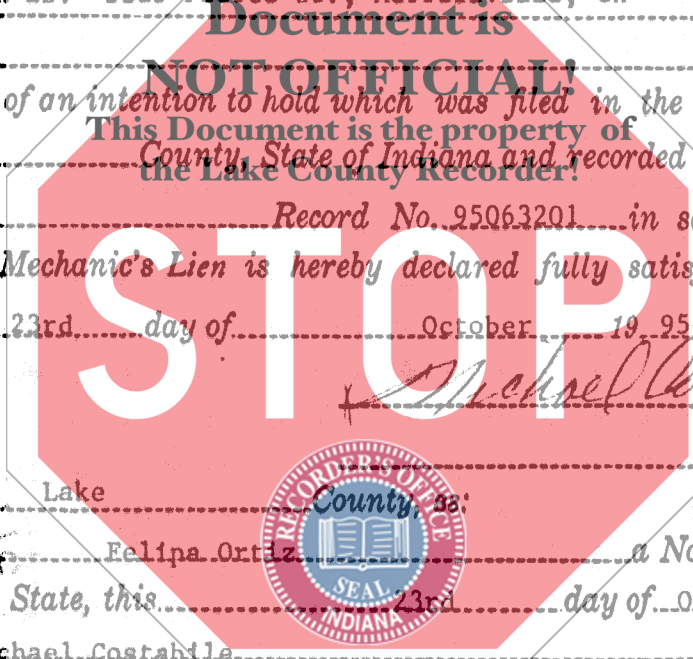 Document is
NOT OFFICIAL!
of an intention to hold which was filed in the
This Document is the property of
County, State of Indiana and recorded
the Lake County Recorder!
Record No. 95063201 in
Mechanic's Lien is hereby declared fully
STOP
23rd day of October 19 95
Michael
Lake County, ss:
RECORDER'S OFFICE
SEAL
INDIANA
Felipa Ortiz a
State, this 23rd day of
Costabile